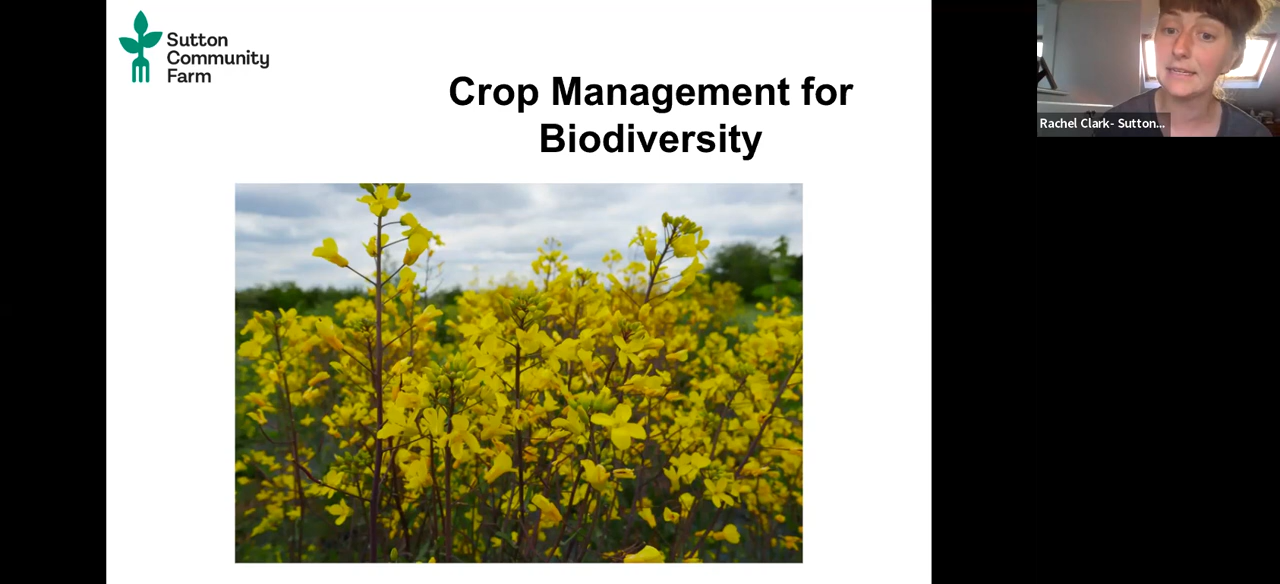 Sutton
Community
Farm
Crop Management for
Biodiversity
Rachel Clark- Sutton...